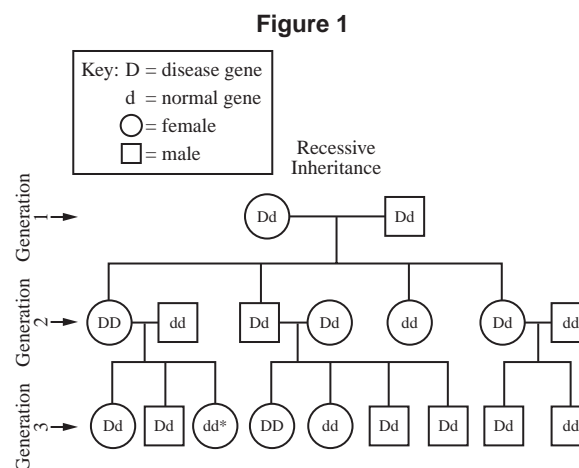 Figure 1
Key: D = disease gene
d = normal gene
= female
= male
Recessive
Inheritance
Generation
1
Dd
Dd
Generation
2
DD
dd
Dd
Dd
dd
Dd
dd
Generation
3
Dd
Dd
dd*
DD
dd
Dd
Dd
Dd
dd